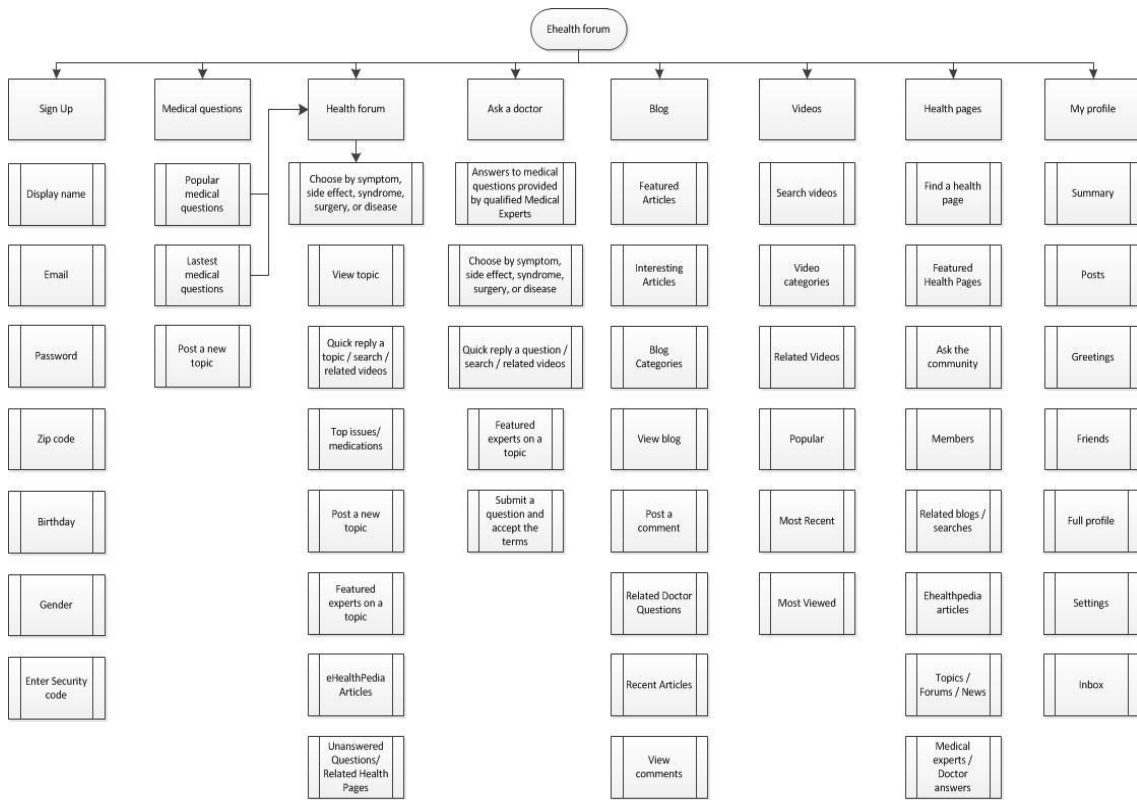 Ehealth forum
Sign Up
Medical questions
Health forum
Ask a doctor
Blog
Videos
Health pages
My profile
Display name
Popular
medical
questions
Choose by symptom,
side effect, syndrome,
surgery, or disease
Answers to medical
questions provided
by qualified Medical
Experts
Featured
Articles
Search videos
Find a health
page
Summary
Email
Lastest
medical
questions
View topic
Choose by symptom,
side effect, syndrome,
surgery, or disease
Interesting
Articles
Video
categories
Featured
Health Pages
Posts
Password
Post a new
topic
Quick reply a
topic / search /
related videos
Quick reply a question /
search / related videos
Blog
Categories
Related Videos
Ask the
community
Greetings
Zip code
Top issues/
medications
Featured
experts on a
topic
View blog
Popular
Members
Friends
Birthday
Post a new
topic
Submit a
question and
accept the
terms
Post a
comment
Most Recent
Related blogs /
searches
Full profile
Gender
Featured
experts on a
topic
Related Doctor
Questions
Most Viewed
Ehealthpedia
articles
Settings
Enter Security
code
eHealthPedia
Articles
Recent Articles
Topics /
Forums / News
Inbox
Unanswered
Questions/
Related Health
Pages
View
comments
Medical
experts /
Doctor
answers